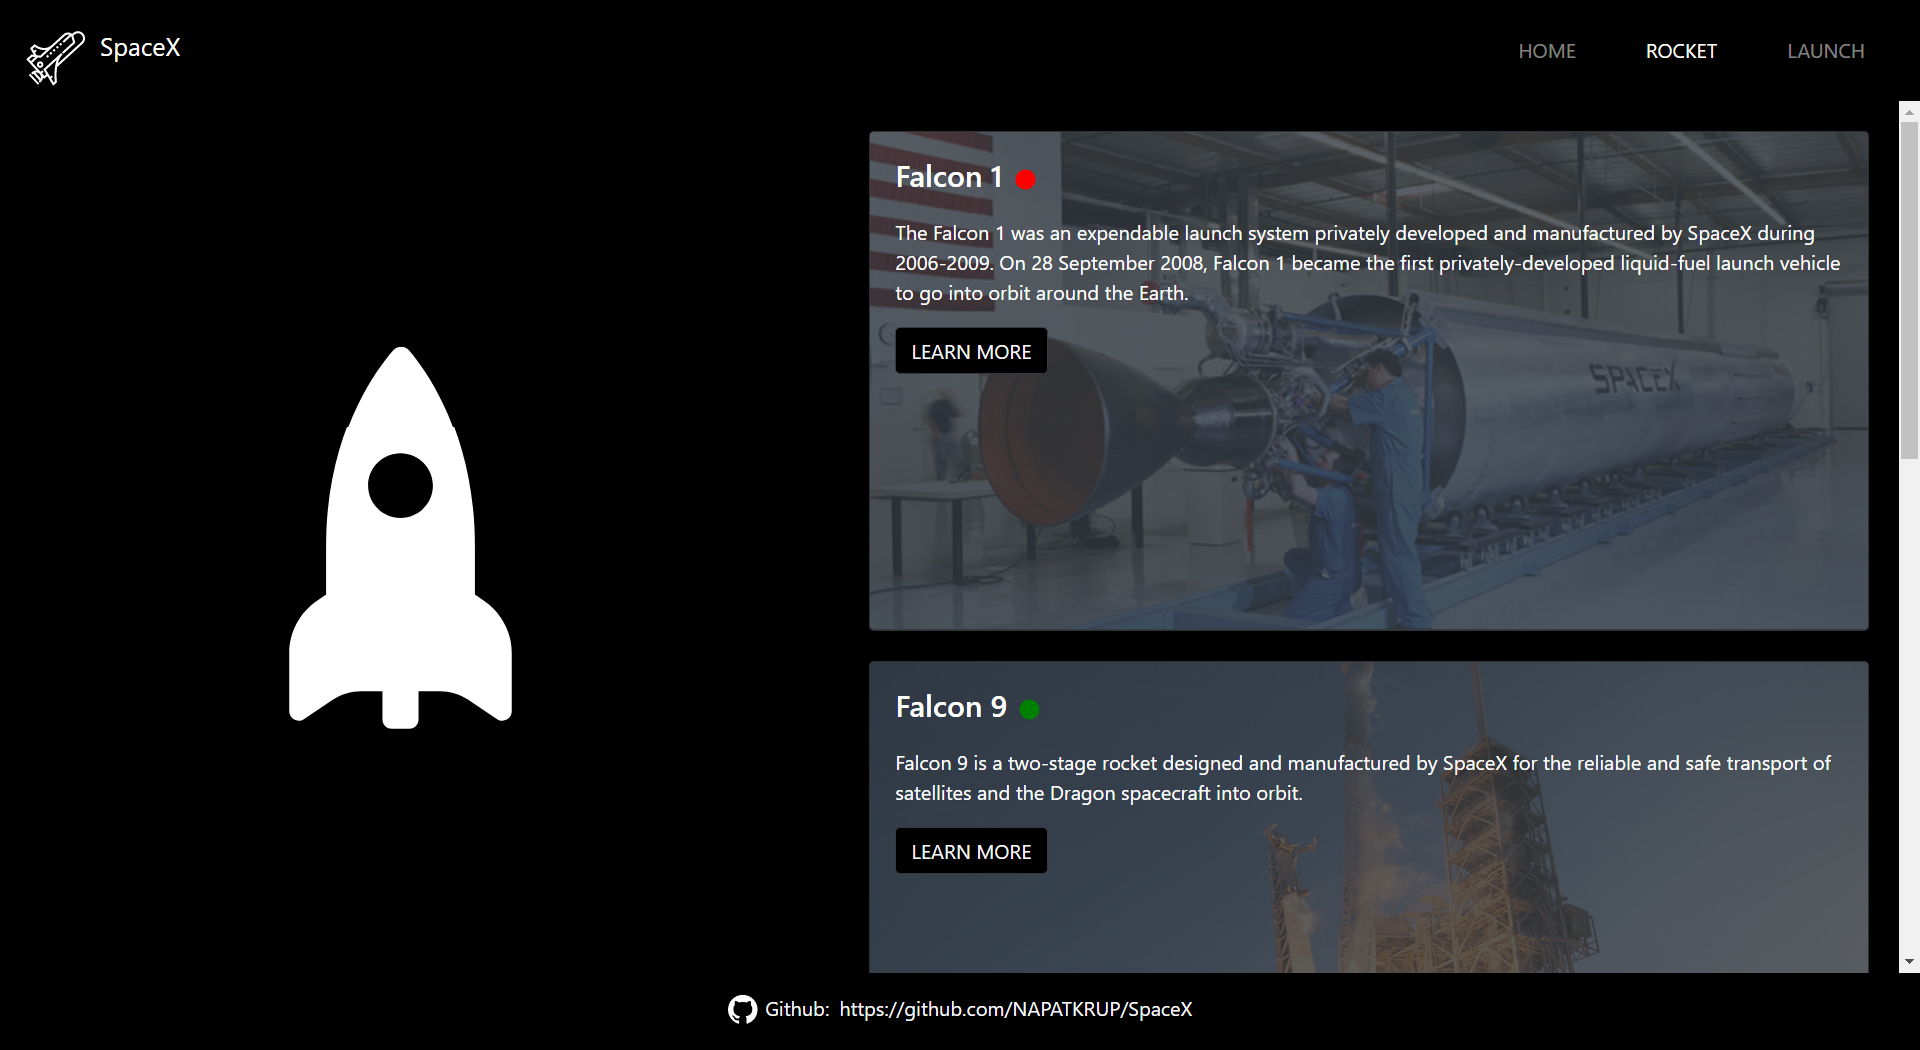 SpaceX
HOME
ROCKET
LAUNCH
Falcon 1
The Falcon 1 was an expendable launch system privately developed and manufactured by SpaceX during
2006-2009. On 28 September 2008, Falcon 1 became the first privately-developed liquid-fuel launch vehicle
to go into orbit around the Earth.
LEARN MORE
SPACEX
Falcon 9
Falcon 9 is a two-stage rocket designed and manufactured by SpaceX for the reliable and safe transport of
satellites and the Dragon spacecraft into orbit.
LEARN MORE
Github: https://github.com/NAPATKRUP/SpaceX